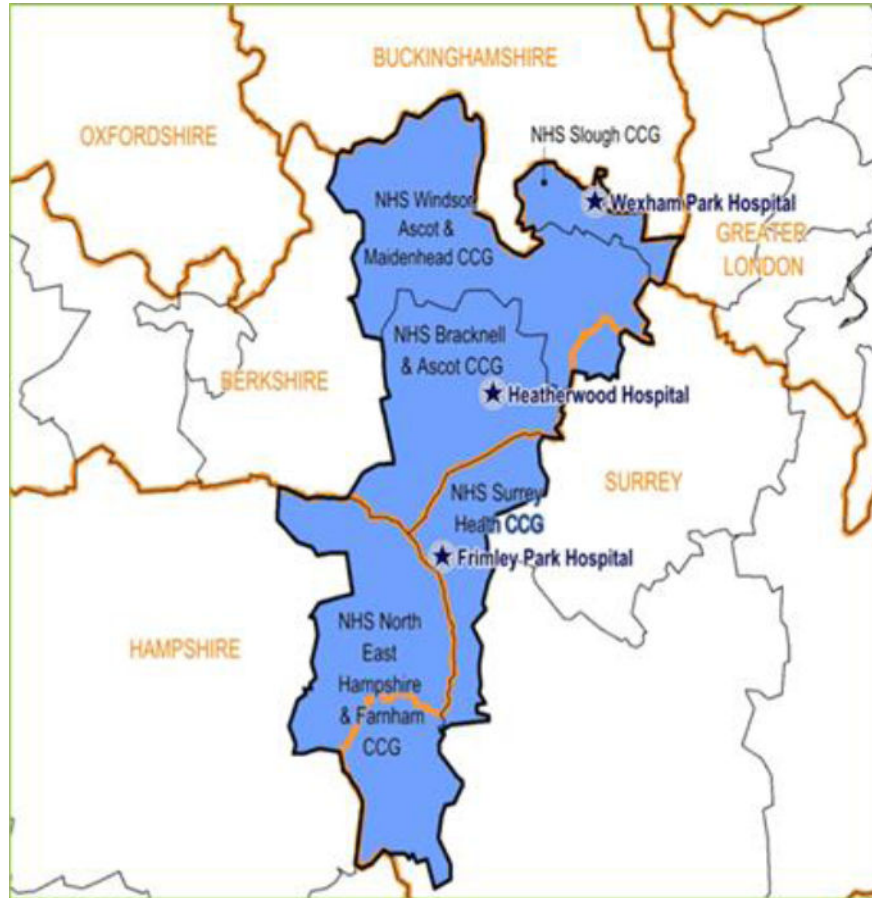 BUCKINGHAMSHIRE
OXFORDSHIRE
NHS Slough CCG
NHS Windsor
Ascot &
Maidenhead CCG
Wexham Park Hospital
GREATER
LONDON
NHS Bracknell
& Ascot CCG
BERKSHIRE
Heatherwood Hospital
SURREY
NHS Surrey
Heath CCG
Frimley Park Hospital
HAMPSHIRE
NHS North
East
Hampshire
& Farnham
CCG